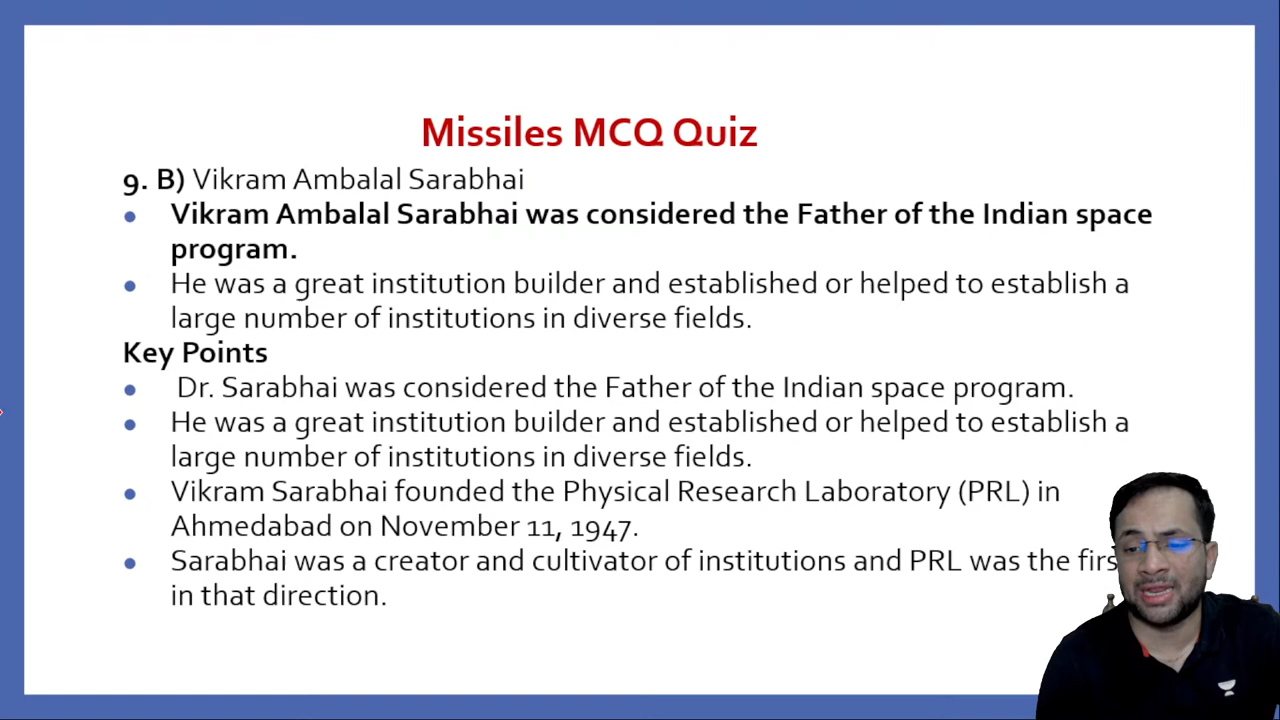 Missiles MCQ Quiz
9. B) Vikram Ambalal Sarabhai
• Vikram Ambalal Sarabhai was considered the Father of the Indian space
program.
• He was a great institution builder and established or helped to establish a
large number of institutions in diverse fields.
Key Points
• Dr. Sarabhai was considered the Father of the Indian space program.
• He was a great institution builder and established or helped to establish a
large number of institutions in diverse fields.
• Vikram Sarabhai founded the Physical Research Laboratory (PRL) in
Ahmedabad on November 11, 1947.
• Sarabhai was a creator and cultivator of institutions and PRL was the
in that direction.